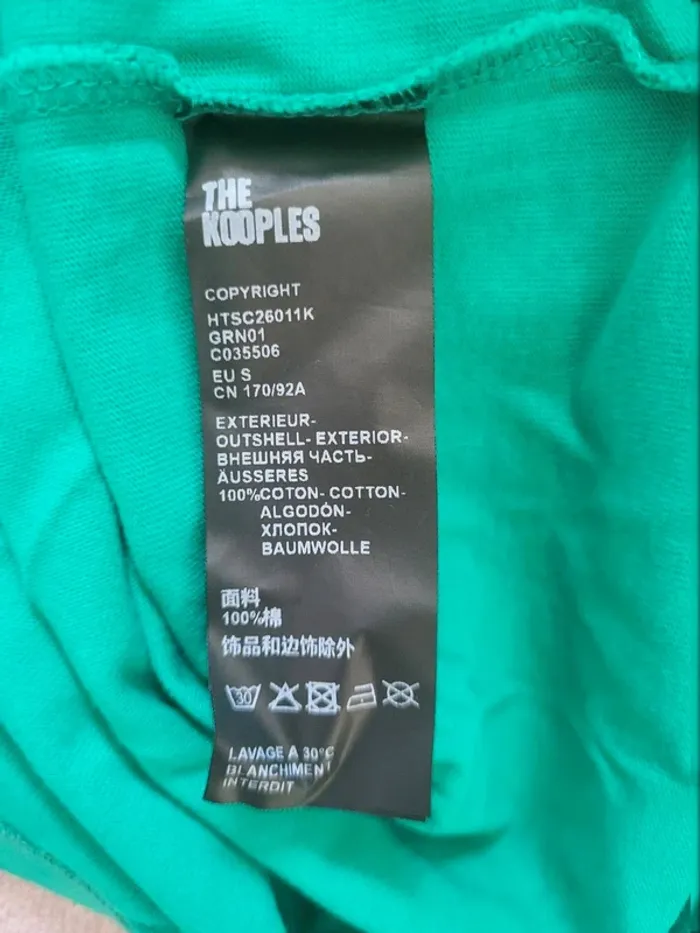 THE
KOOPLES
COPYRIGHT
HTSC26011K
GRN01
C035506
EU S
CN 170/92A
EXTERIEUR-
OUTSHELL- EXTERIOR-
ВНЕШНЯЯ ЧАСТЬ-
ÄUSSERES
100%COTON- COTTON-
ALGODÓN-
ХЛОПОК-
BAUMWOLLE
面料
100%棉
饰品和边饰除外
30
LAVAGE A 30°C
BLANCHIMENT
INTERDIT